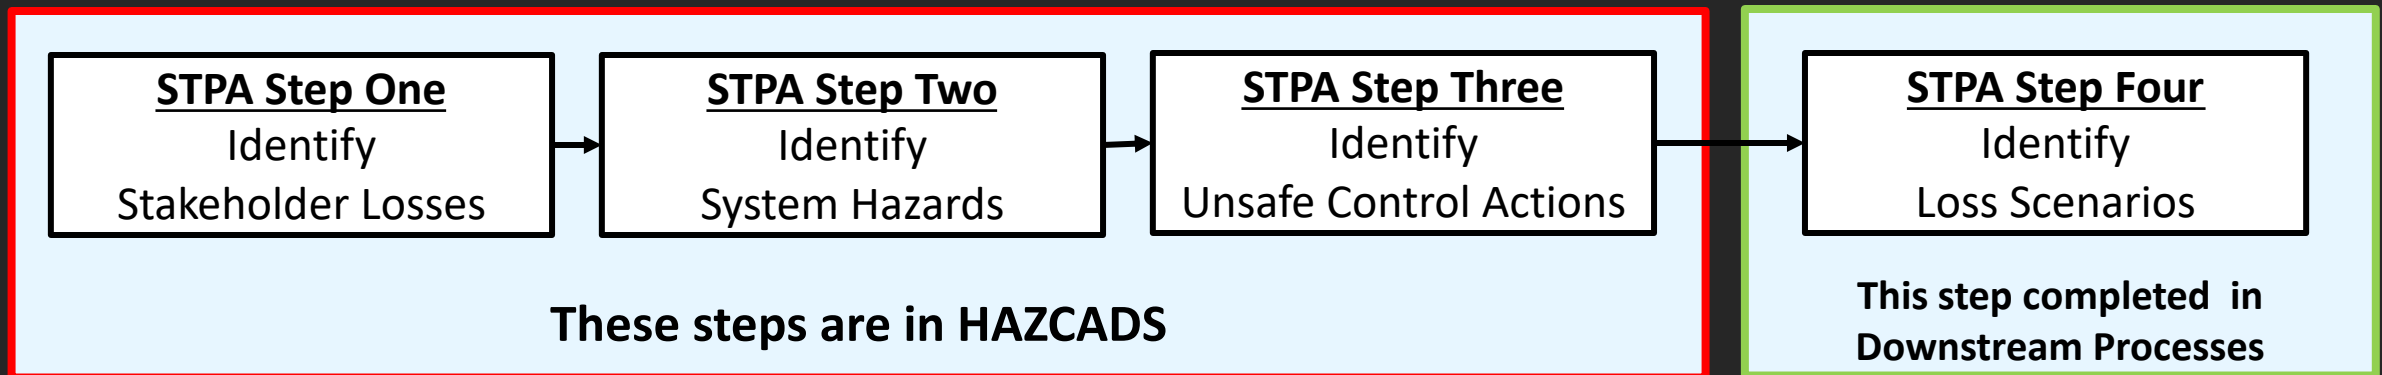 STPA Step One
Identify
Stakeholder Losses
STPA Step Two
Identify
System Hazards
STPA Step Three
Identify
Unsafe Control Actions
These steps are in HAZCADS
STPA Step Four
Identify
Loss Scenarios
This step completed in
Downstream Processes